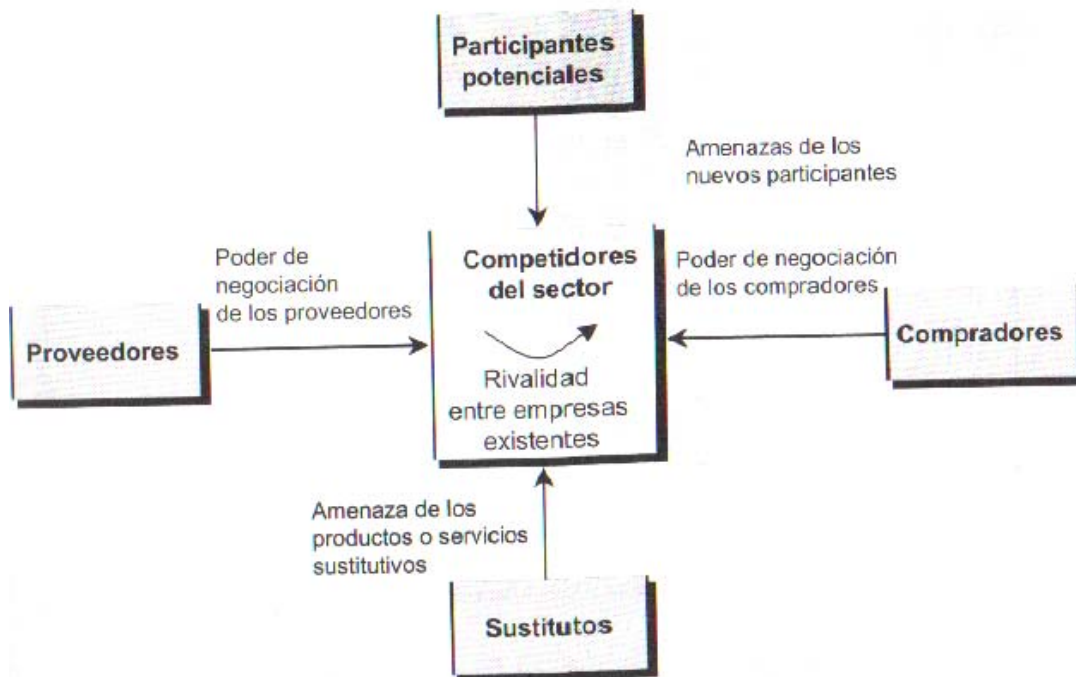 Participantes
potenciales
Amenazas de los
nuevos participantes
Poder de
negociación
de los proveedores
Proveedores
Competidores
del sector
Rivalidad
entre empresas
existentes
Poder de negociación
de los compradores
Compradores
Amenaza de los
productos o servicios
sustitutivos
Sustitutos